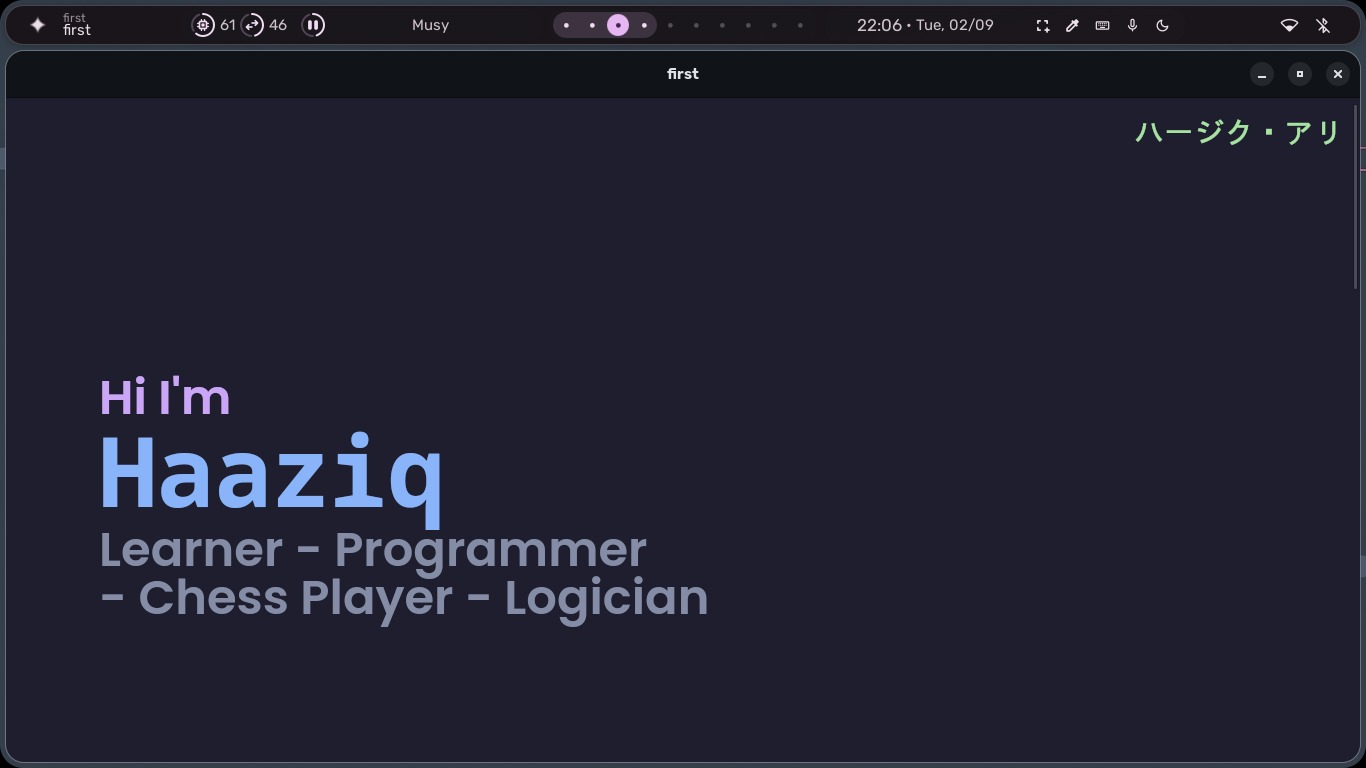 first
first
61
46
Musy
22:06 • Tue, 02/09
first
ハージク・アリ
Hi I'm
Haaziq
Learner - Programmer
- Chess Player - Logician